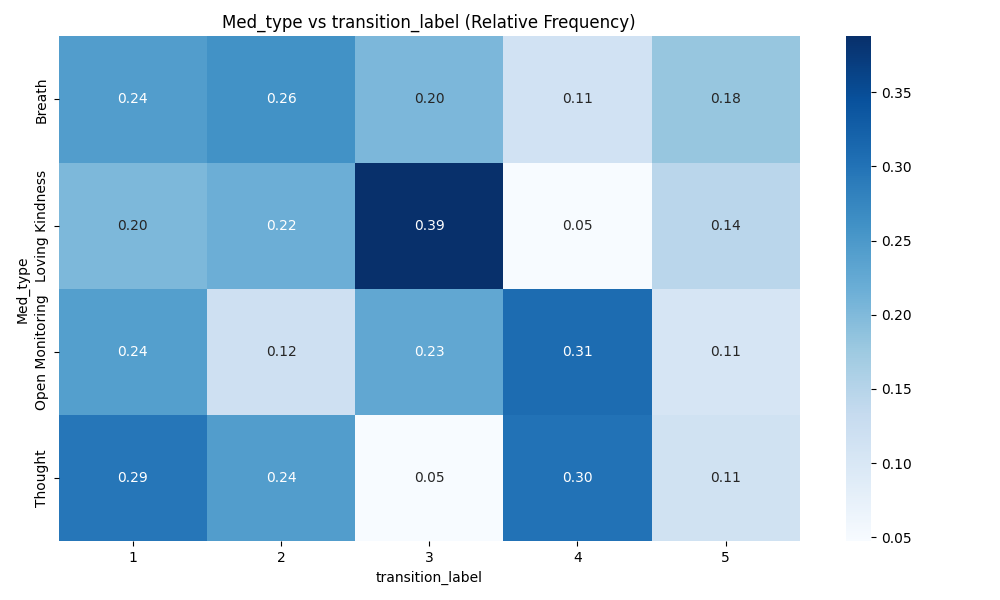 Med_type vs transition_label (Relative Frequency)
Med_type
Breath
0.24 0.26 0.20 0.11 0.18
Loving Kindness
0.20 0.22 0.39 0.05 0.14
Open Monitoring
0.24 0.12 0.23 0.31 0.11
Thought
0.29 0.24 0.05 0.30 0.11
1 2 3 4 5
transition_label
0.35
0.30
0.25
0.20
0.15
0.10
0.05